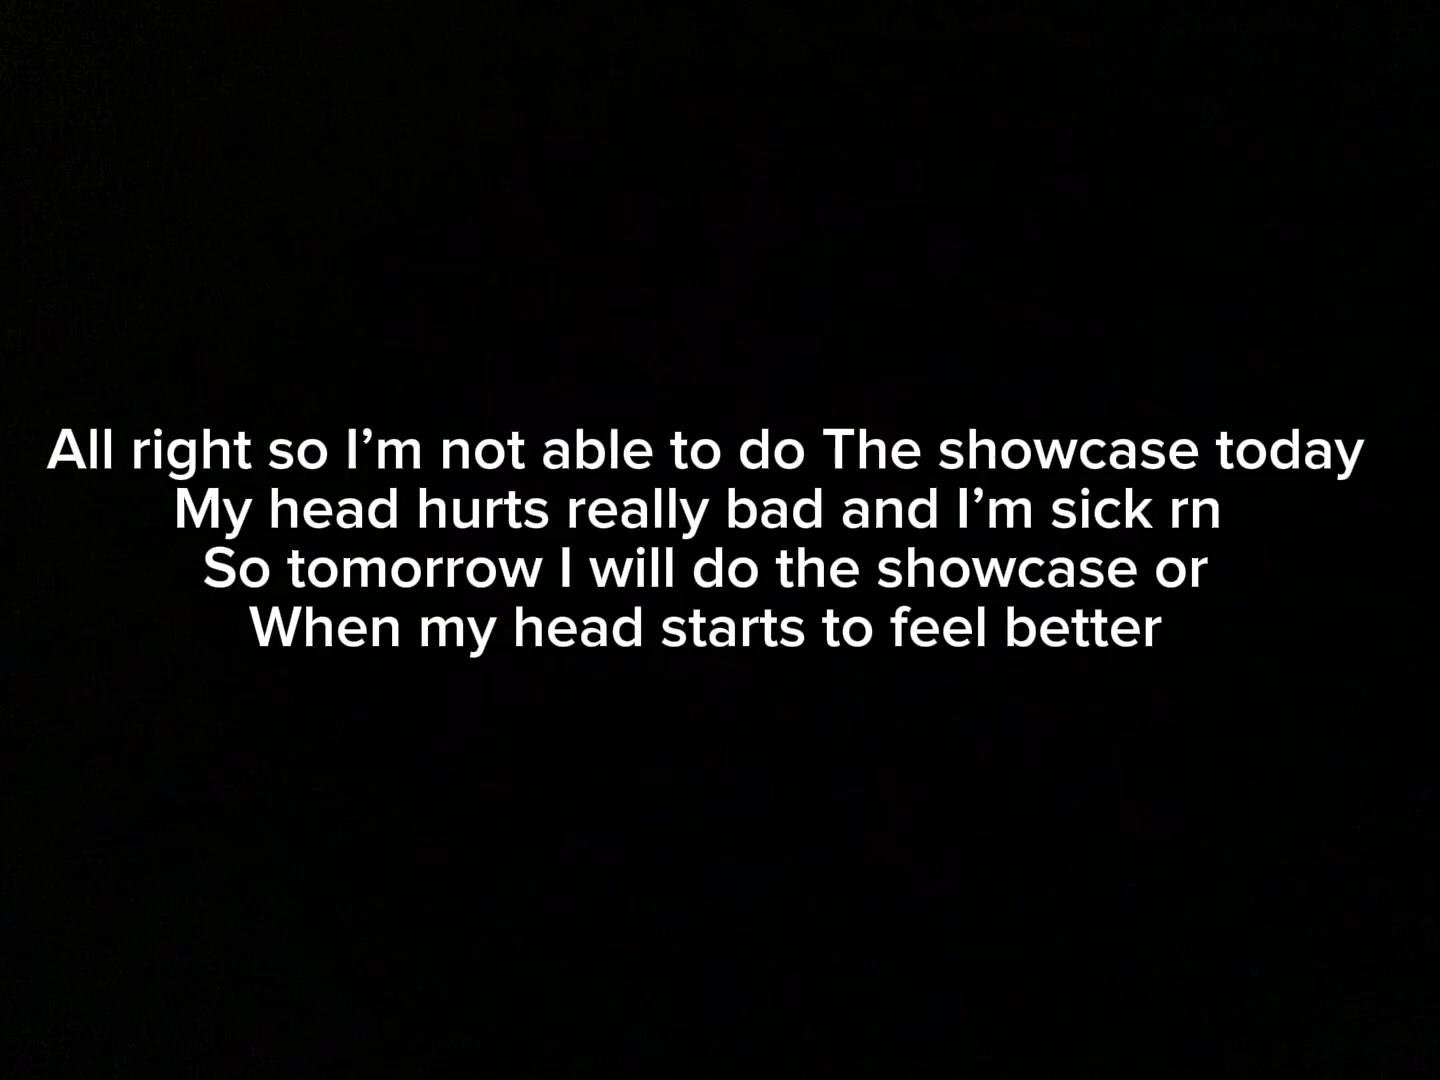 All right so I’m not able to do The showcase today
My head hurts really bad and I’m sick rn
So tomorrow I will do the showcase or
When my head starts to feel better